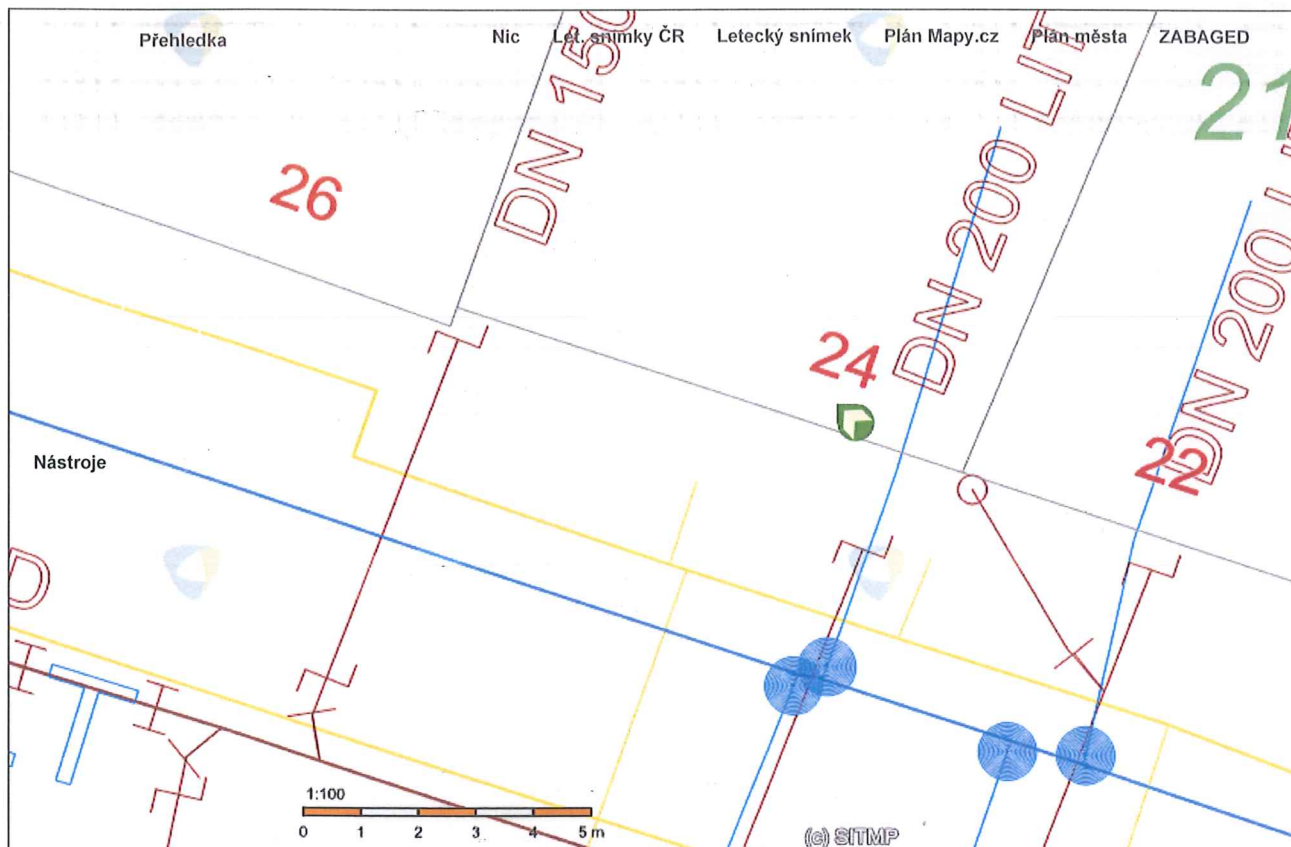 Přehledka Nic Let. snímky ČR Letecký snímek Plán Mapy.cz Plán města ZABAGED
21
DN 150
DN 200 LIT
DN 200
26
24
22
Nástroje
D
1:100
0 1 2 3 4 5 m
(c) SITMP